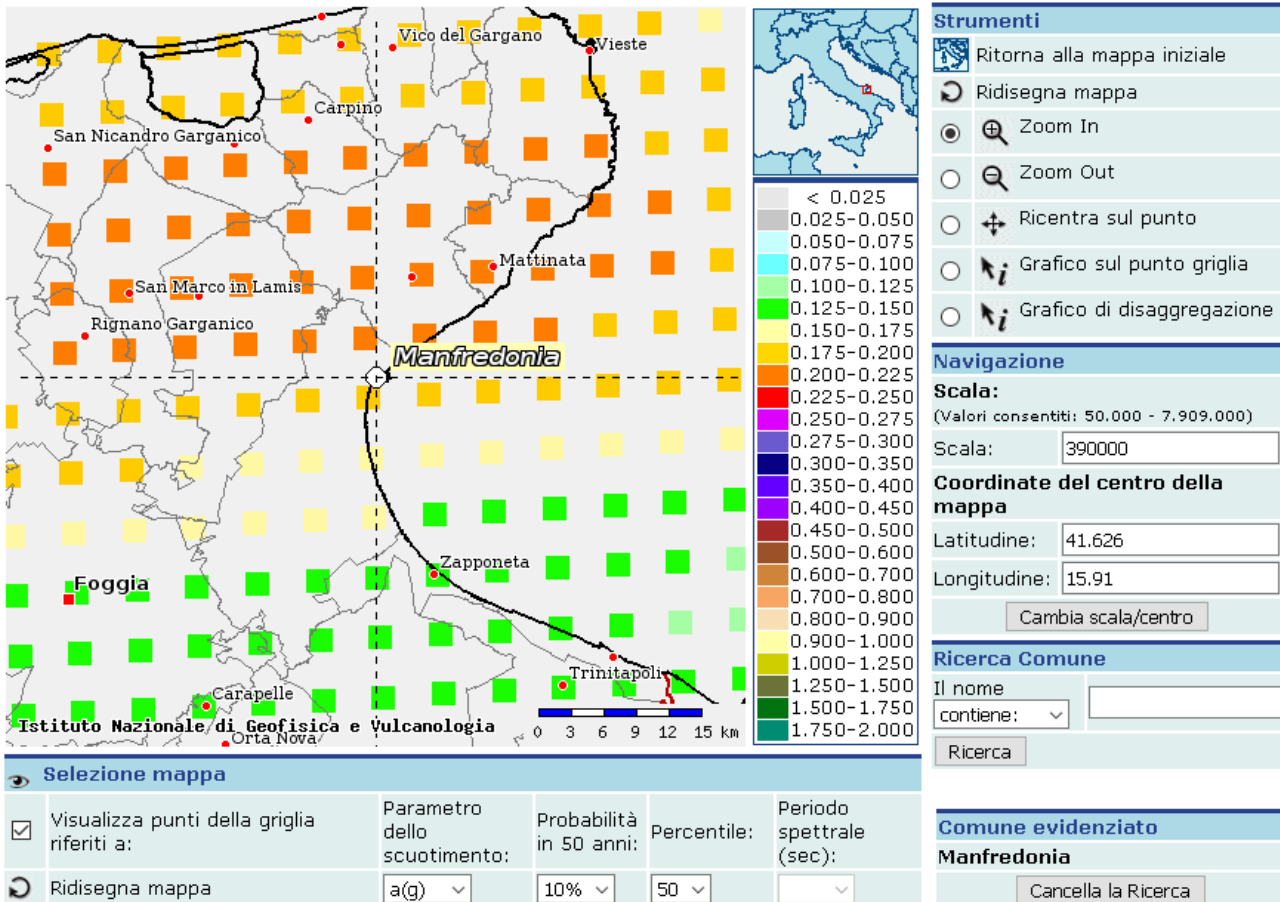 Vico del Gargano
Vieste
Carpino
San Nicandro Garganico
Mattinata
San Marco in Lamis
Rignano Garganico
Manfredonia
Zapponeta
Foggia
Trinitapoli
Carapelle
Istituto Nazionale di Geofisica e Vulcanologia
Orta Nova
0 3 6 9 12 15 km
< 0.025
0.025-0.050
0.050-0.075
0.075-0.100
0.100-0.125
0.125-0.150
0.150-0.175
0.175-0.200
0.200-0.225
0.225-0.250
0.250-0.275
0.275-0.300
0.300-0.350
0.350-0.400
0.400-0.450
0.450-0.500
0.500-0.600
0.600-0.700
0.700-0.800
0.800-0.900
0.900-1.000
1.000-1.250
1.250-1.500
1.500-1.750
1.750-2.000
Strumenti
Ritorna alla mappa iniziale
Ridisegna mappa
Zoom In
Zoom Out
Ricentra sul punto
Grafico sul punto griglia
Grafico di disaggregazione
Navigazione
Scala:
(Valori consentiti: 50.000 - 7.909.000)
Scala: 390000
Coordinate del centro della
mappa
Latitudine: 41.626
Longitudine: 15.91
Cambia scala/centro
Ricerca Comune
Il nome
contiene:
Ricerca
Selezione mappa
Visualizza punti della griglia
riferiti a:
Parametro
dello
scuotimento:
Probabilità
in 50 anni:
Percentile:
Periodo
spettrale
(sec):
Ridisegna mappa
a(g)
10%
50
Comune evidenziato
Manfredonia
Cancella la Ricerca